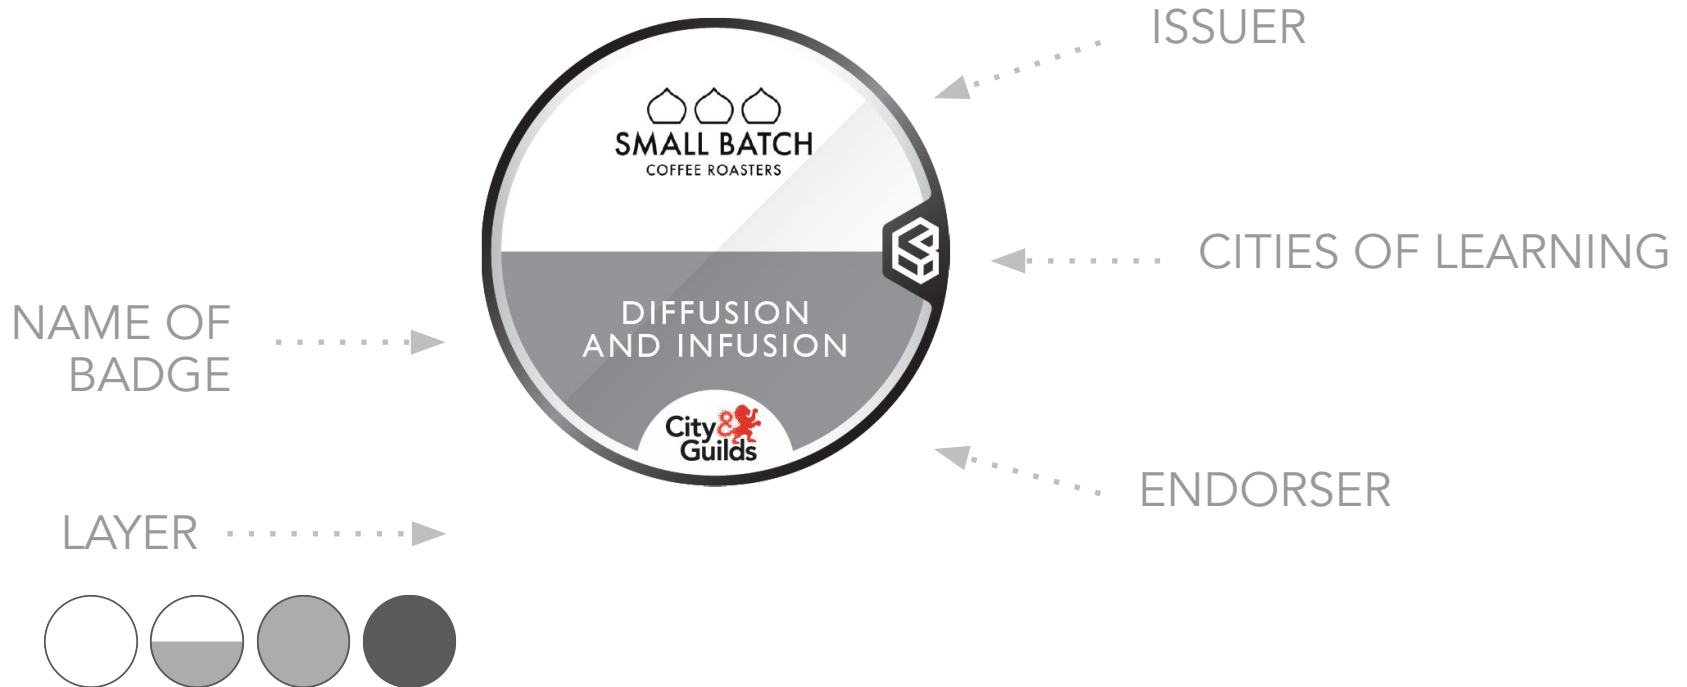 ISSUER
SMALL BATCH
COFFEE ROASTERS
CITIES OF LEARNING
NAME OF
BADGE
DIFFUSION
AND INFUSION
City&
Guilds
ENDORSER
LAYER